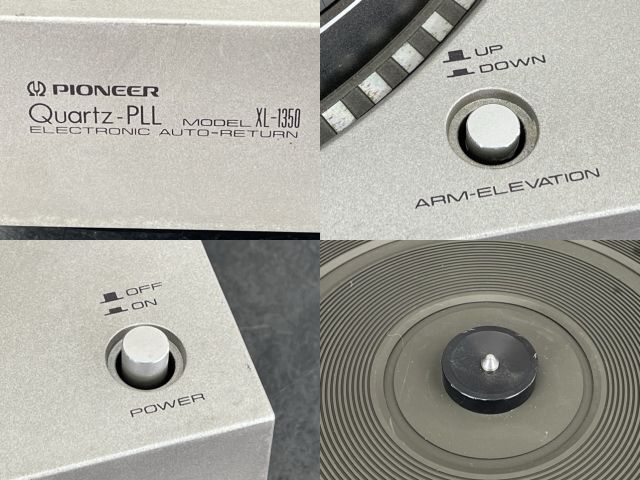 PIONEER
Quartz-PLL MODEL XL-1350
ELECTRONIC AUTO-RETURN
UP
DOWN
ARM-ELEVATION
OFF
ON
POWER